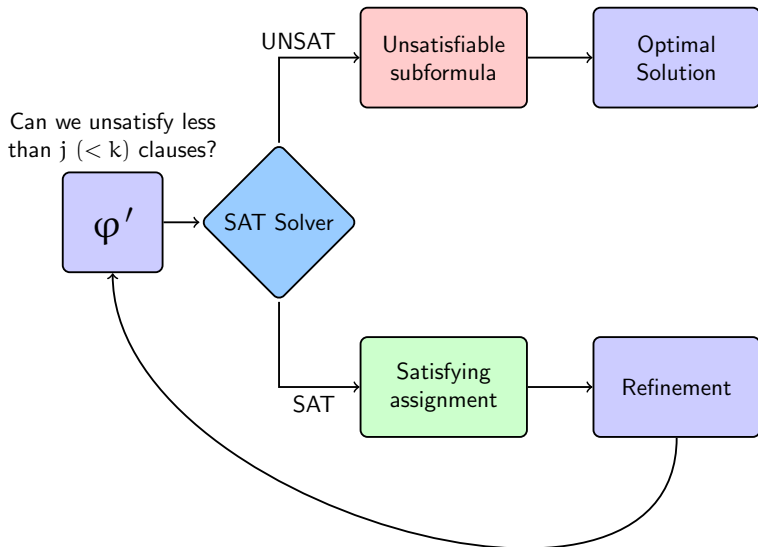 UNSAT
Unsatisfiable
subformula
Optimal
Solution
Can we unsatisfy less
than j (< k) clauses?
φ′
SAT Solver
SAT
Satisfying
assignment
Refinement